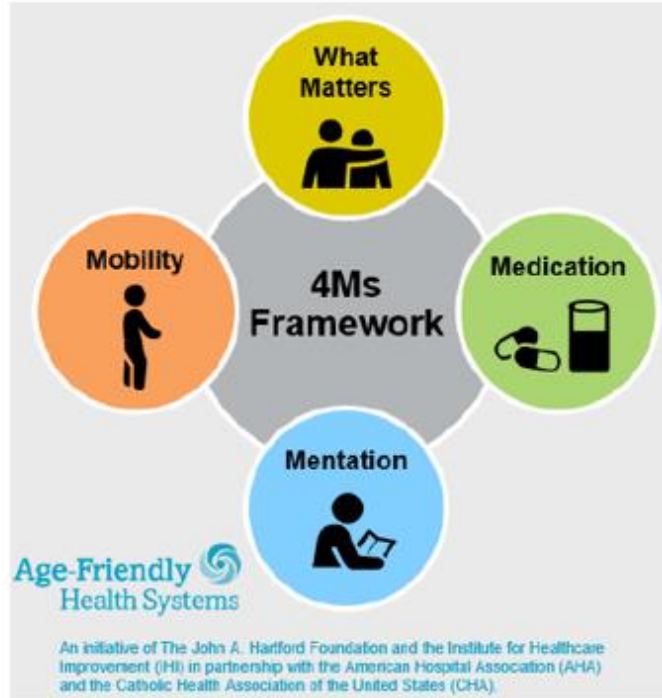 What
Matters
Mobility
4Ms
Framework
Medication
Mentation
Age-Friendly
Health Systems
An initiative of The John A. Hartford Foundation and the Institute for Healthcare
Improvement (IHI) in partnership with the American Hospital Association (AHA)
and the Catholic Health Association of the United States (CHA).